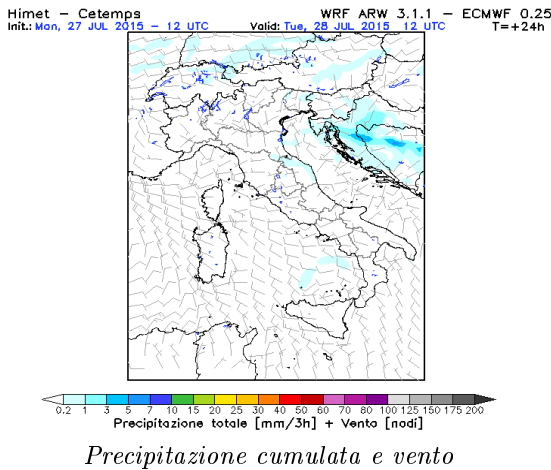 Himet – Cetemps WRF ARW 3.1.1 – ECMWF 0.25
Init.: Mon, 27 JUL 2015 – 12 UTC Valid: Tue, 28 JUL 2015 12 UTC T=+24h
0.2 1 3 5 7 10 15 20 25 30 40 50 60 70 80 100 125 150 175 200
Precipitazione totale [mm/3h] + Vento [nodi]
Precipitazione cumulata e vento